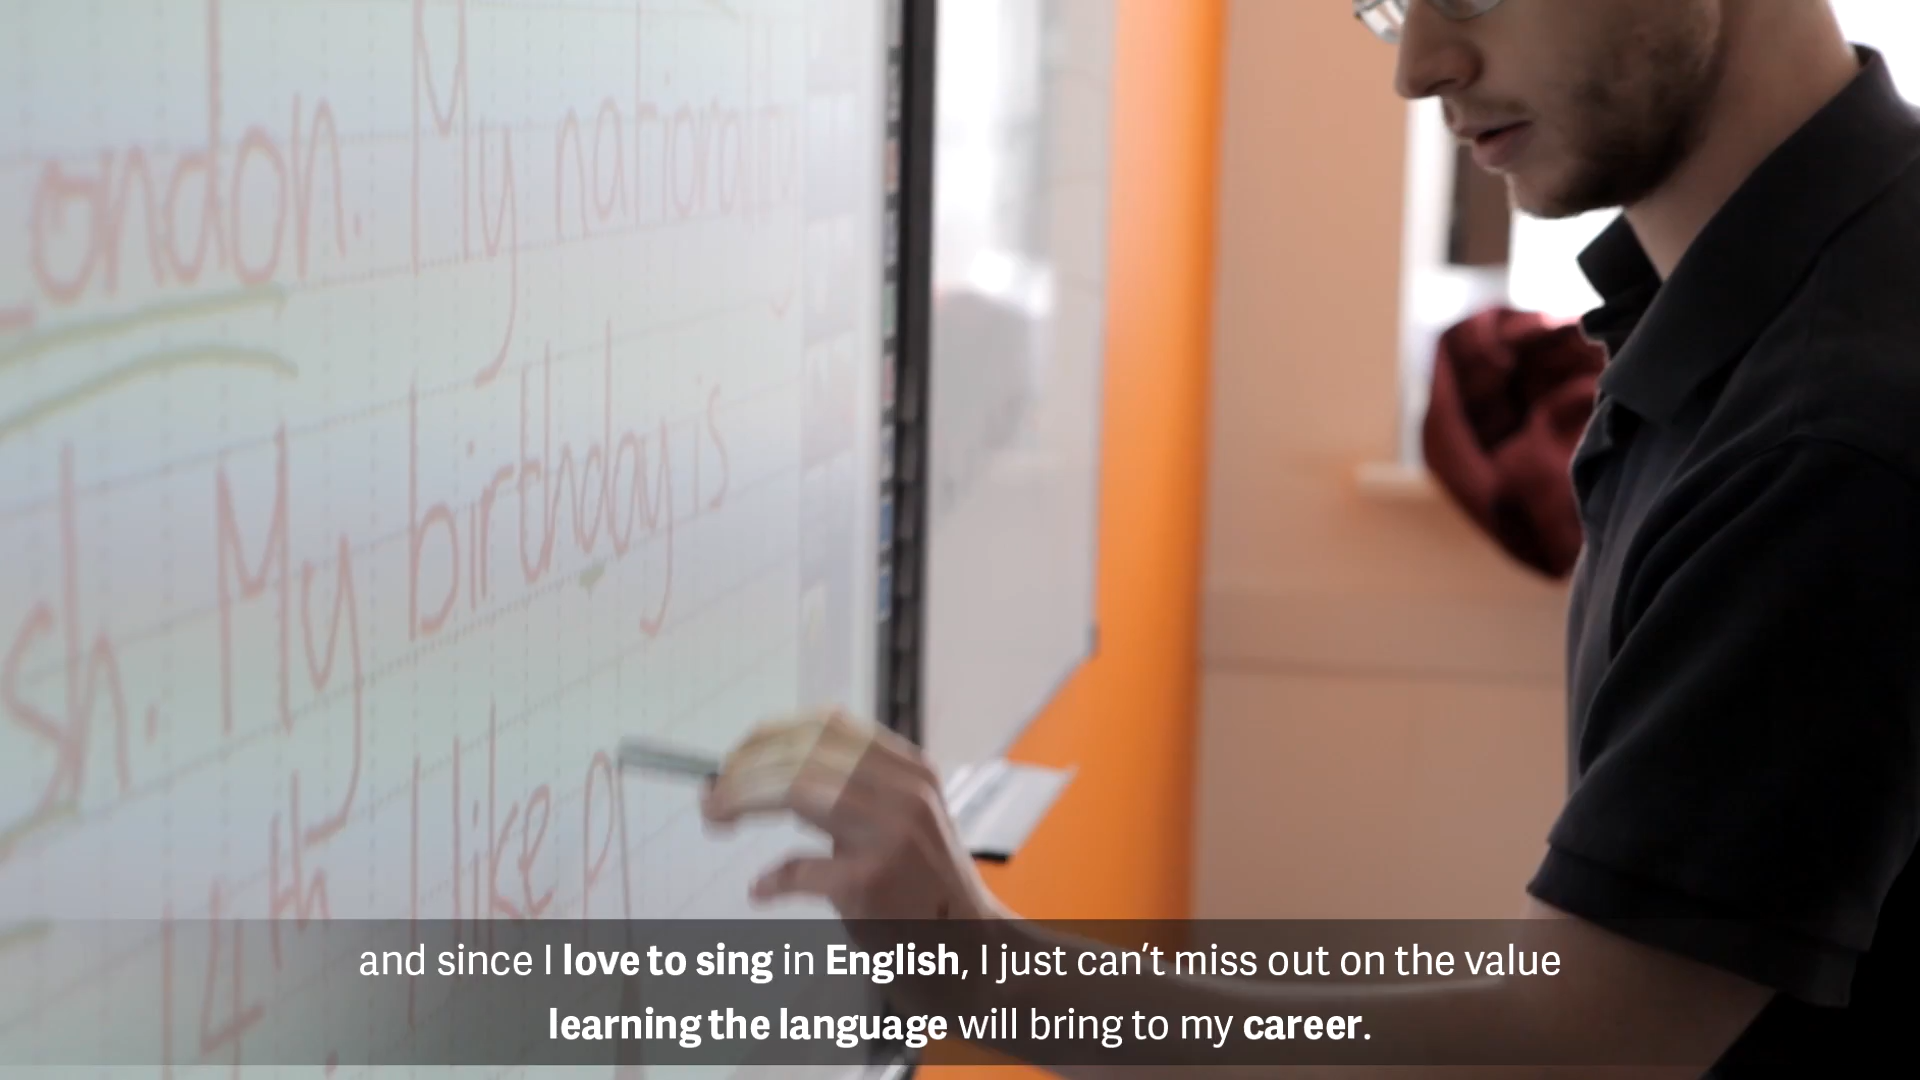 London. My nationality
sh. My birthday is
14th. I like p
and since I love to sing in English, I just can’t miss out on the value
learning the language will bring to my career.